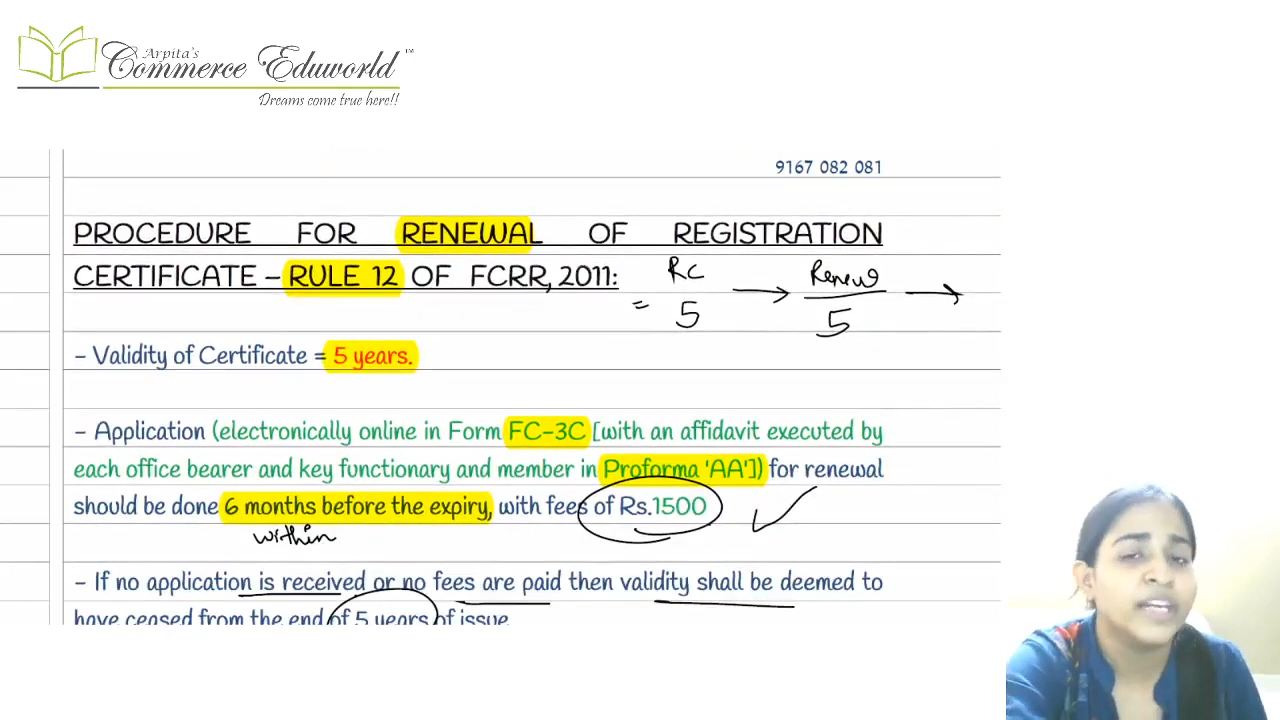 Arpita's
Commerce Eduworld™
Dreams come true here!!
9167 082 081
PROCEDURE FOR RENEWAL OF REGISTRATION
CERTIFICATE – RULE 12 OF FCRR, 2011:
RC Renew
= 5 → 5 →
– Validity of Certificate = 5 years.
– Application (electronically online in Form FC-3C [with an affidavit executed by
each office bearer and key functionary and member in Proforma 'AA']) for renewal
should be done 6 months before the expiry, with fees of Rs.1500
within
– If no application is received or no fees are paid then validity shall be deemed to
have ceased from the end of 5 years of issue.